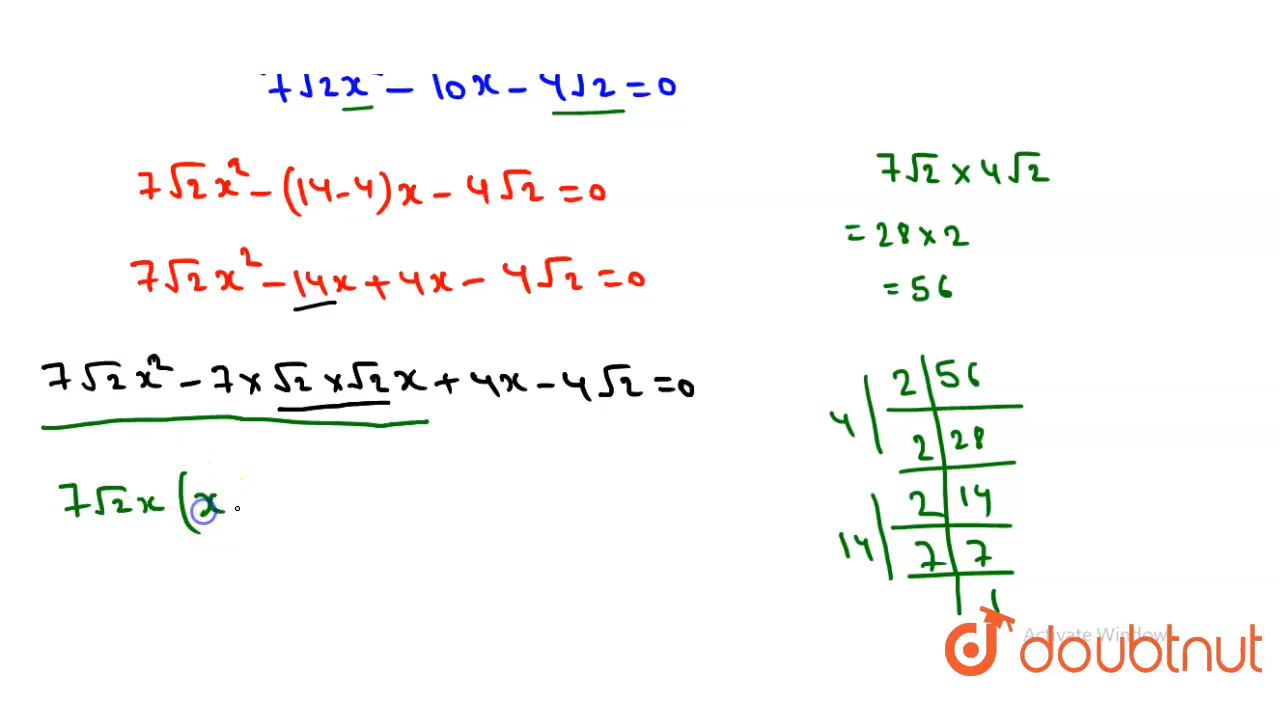 7√2x² - 10x - 4√2 = 0
7√2x² - (14-4)x - 4√2 = 0
7√2x² - 14x + 4x - 4√2 = 0
7√2x² - 7×√2×√2x + 4x - 4√2 = 0
7√2x (x
7√2 × 4√2
= 28 × 2
= 56
4
2 56
2 28
14
2 14
7 7
1
Activate Windows
doubtnut